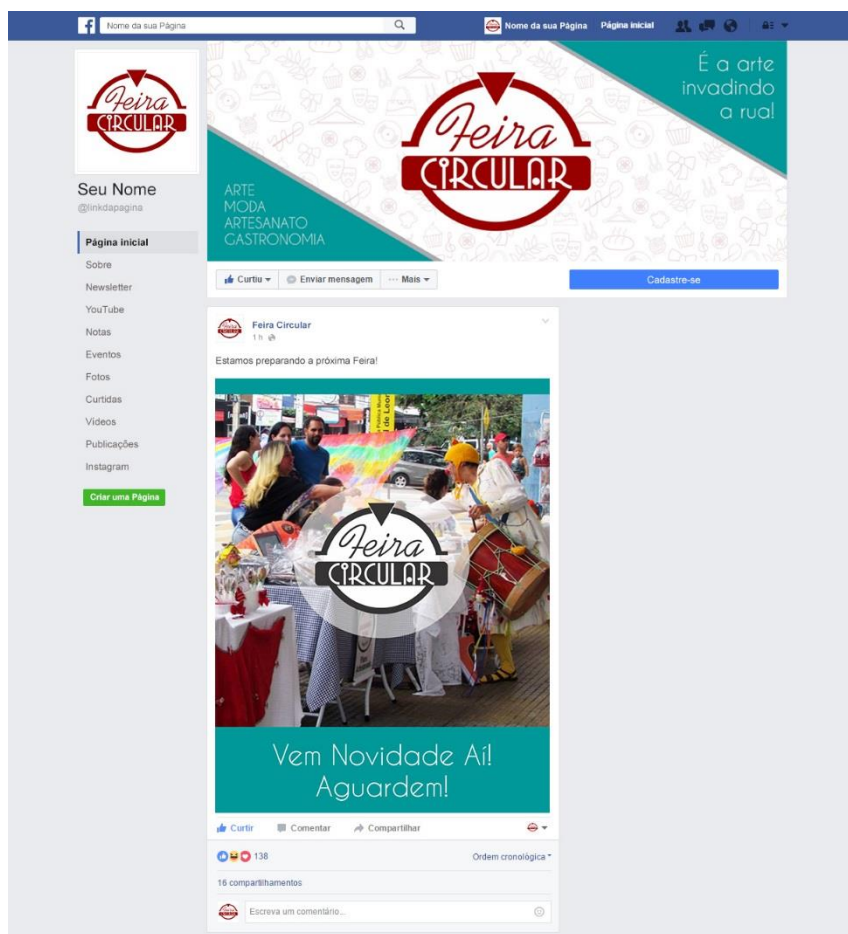 Nome da sua Página
Nome da sua Página Página inicial
Feira
CIRCULAR
Seu Nome
@linkdapagina
Página inicial
Sobre
Newsletter
YouTube
Notas
Eventos
Fotos
Curtidas
Vídeos
Publicações
Instagram
Criar uma Página
É a arte
invadindo
a rua!
Feira
CIRCULAR
ARTE
MODA
ARTESANATO
GASTRONOMIA
Curtiu Enviar mensagem Mais
Cadastre-se
Feira Circular
1 h
Estamos preparando a próxima Feira!
de Leon
Feira
CIRCULAR
Vem Novidade Aí!
Aguardem!
Curtir Comentar Compartilhar
138 Ordem cronológica
16 compartilhamentos
Escreva um comentário...